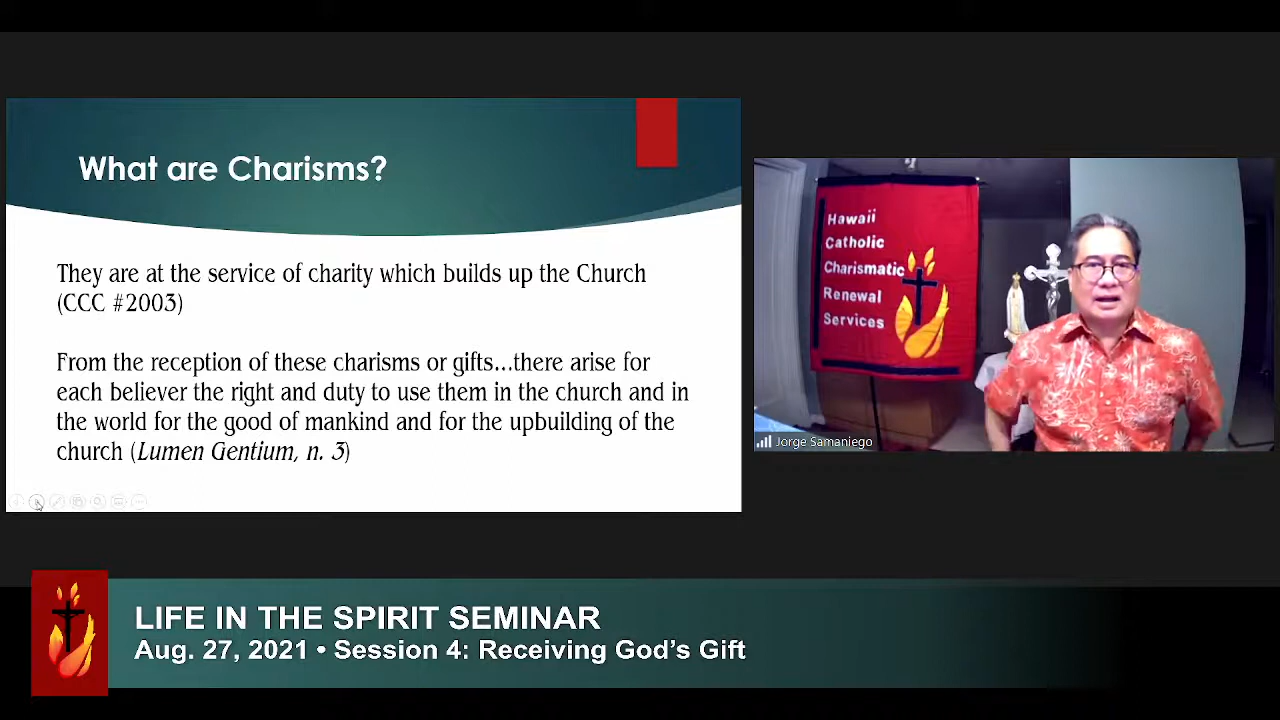 What are Charisms?
They are at the service of charity which builds up the Church
(CCC #2003)
From the reception of these charisms or gifts...there arise for
each believer the right and duty to use them in the church and in
the world for the good of mankind and for the upbuilding of the
church (Lumen Gentium, n. 3)
Hawaii
Catholic
Charismatic
Renewal
Services
Jorge Samaniego
LIFE IN THE SPIRIT SEMINAR
Aug. 27, 2021 • Session 4: Receiving God's Gift